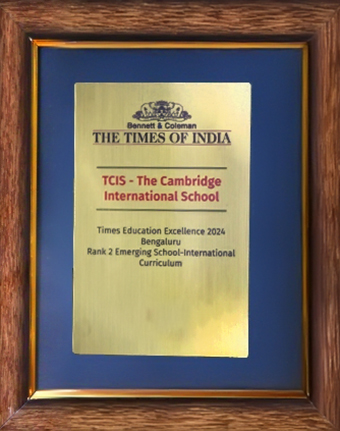 Bennett & Coleman
THE TIMES OF INDIA
TCIS - The Cambridge
International School
Times Education Excellence 2024
Bengaluru
Rank 2 Emerging School-International
Curriculum